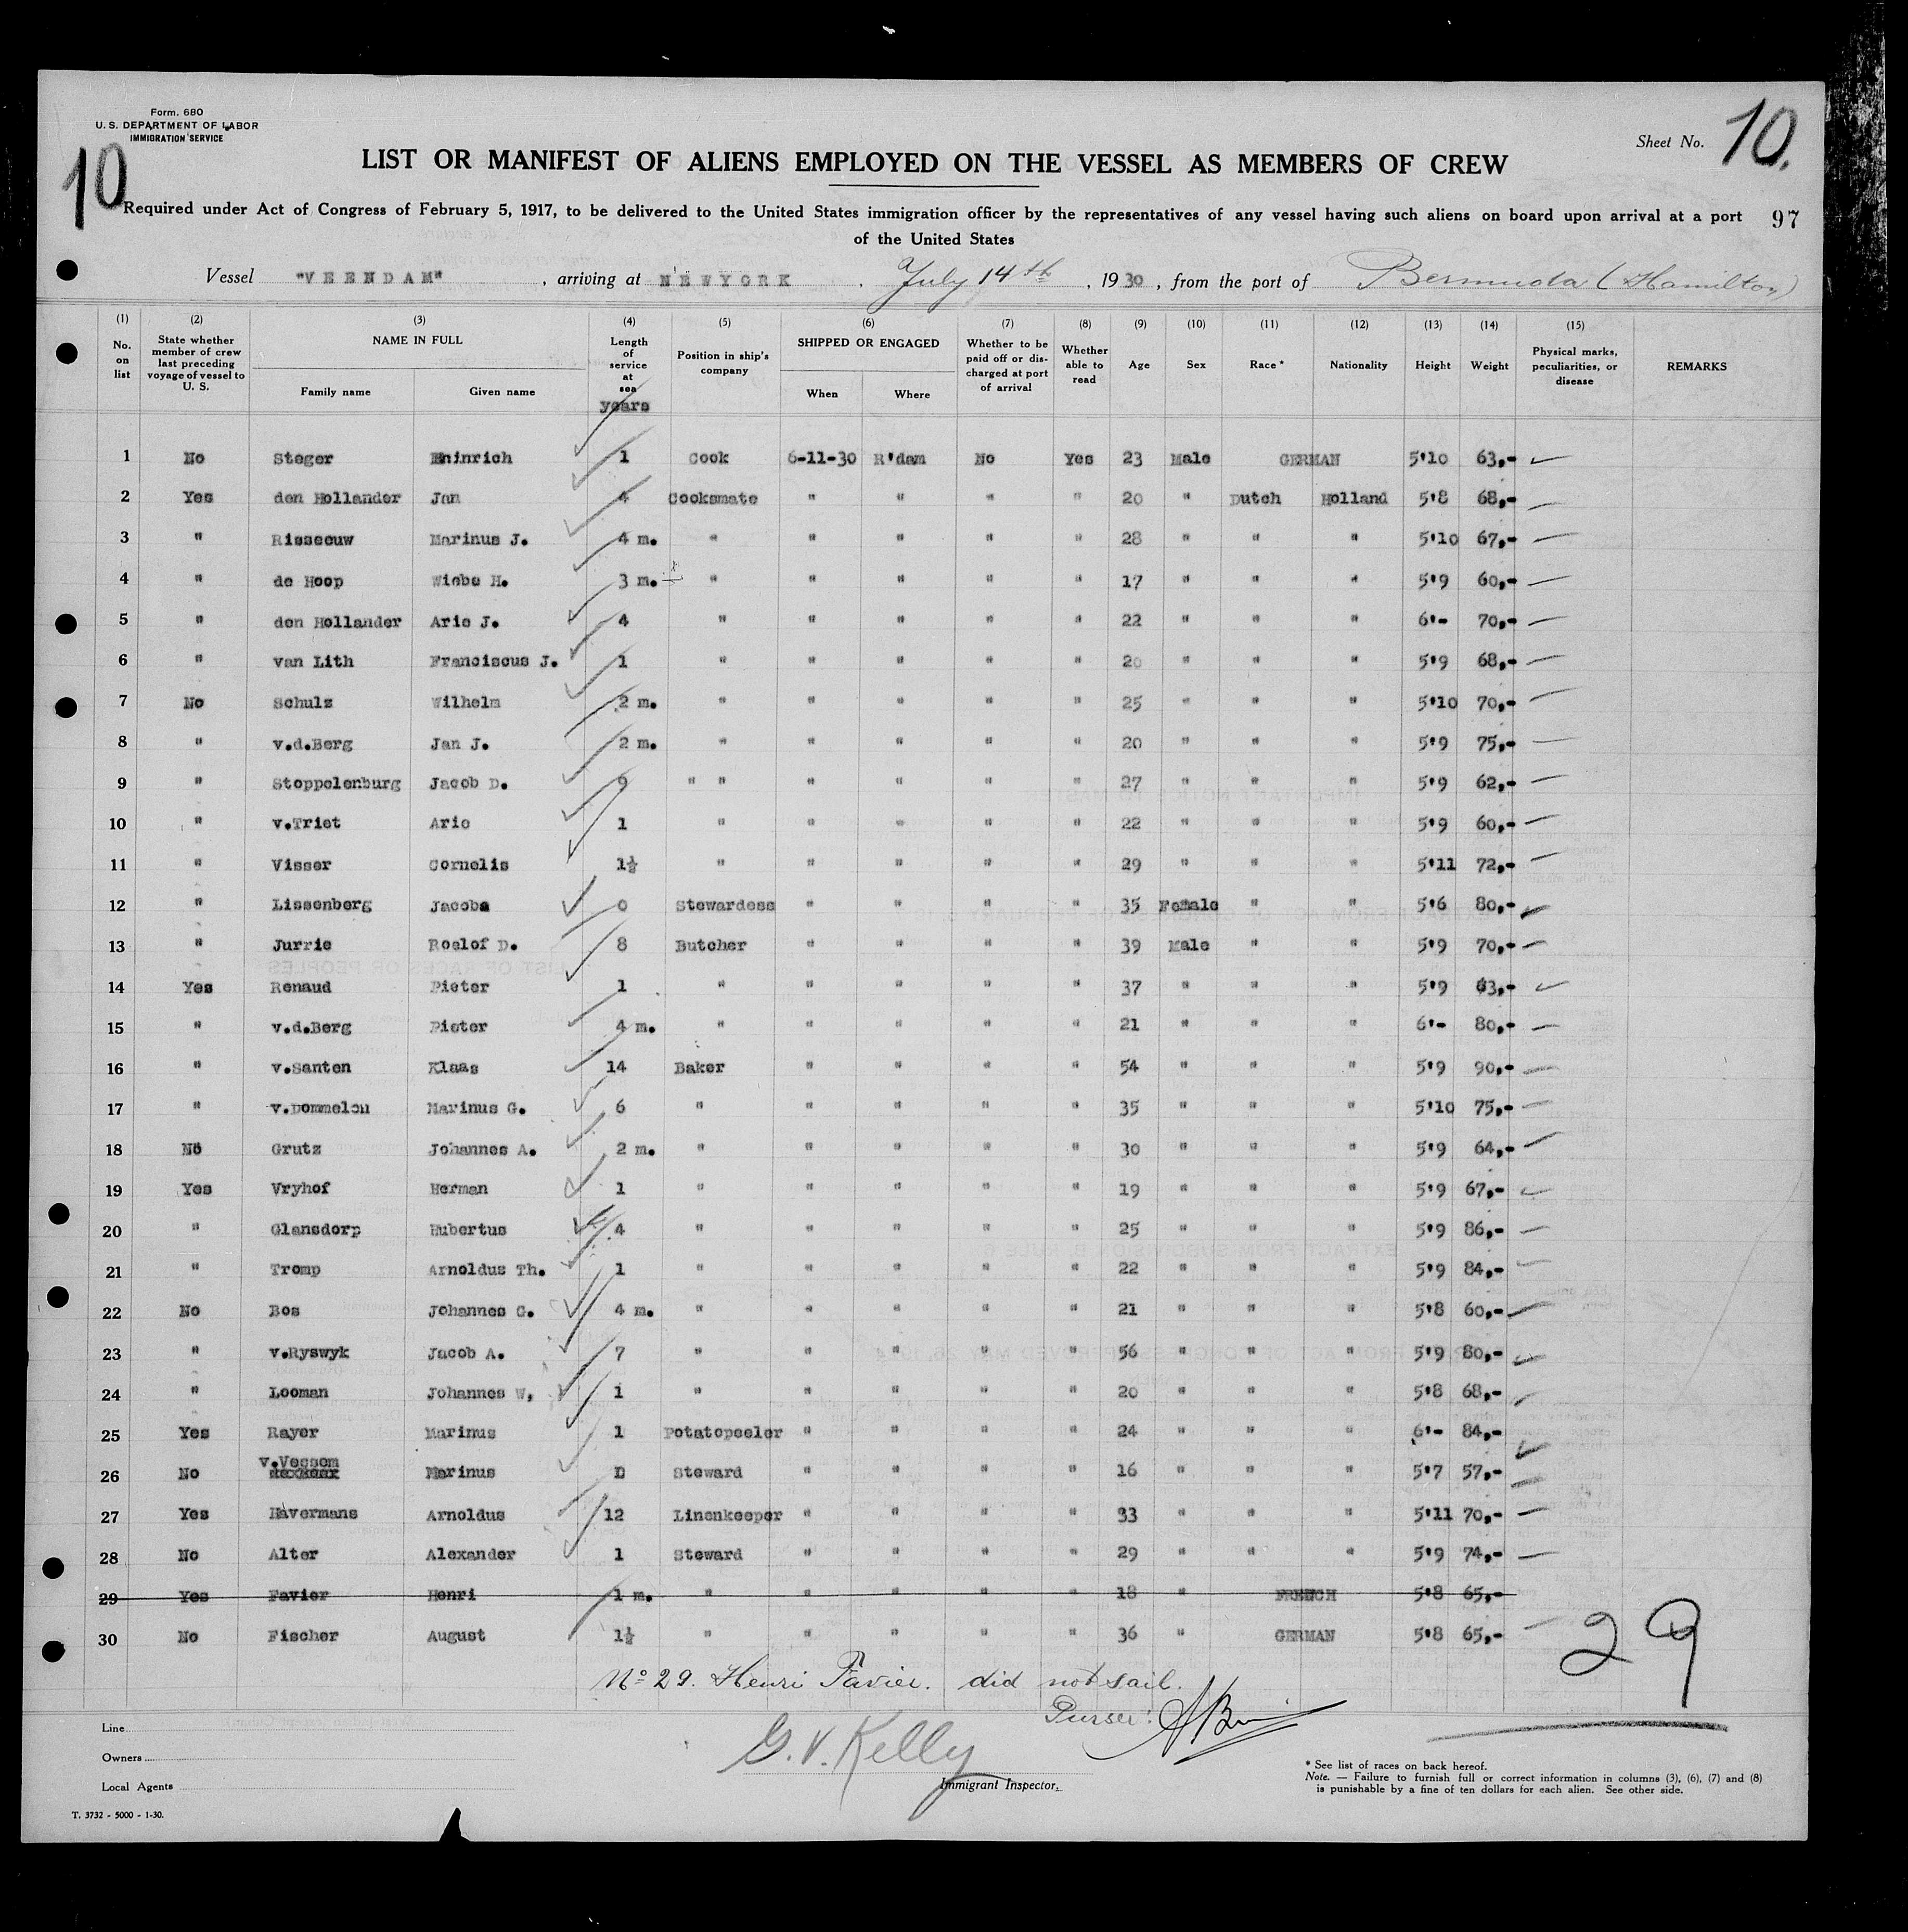 Form. 680
U. S. DEPARTMENT OF LABOR
IMMIGRATION SERVICE
10
Sheet No. 10.
LIST OR MANIFEST OF ALIENS EMPLOYED ON THE VESSEL AS MEMBERS OF CREW
Required under Act of Congress of February 5, 1917, to be delivered to the United States immigration officer by the representatives of any vessel having such aliens on board upon arrival at a port 97
of the United States
Vessel "VEENDAM" , arriving at NEWYORK . July 14th , 1930 , from the port of Bermuda (Hamilton)
(1) (2) (3) (4) (5) (6) (7) (8) (9) (10) (11) (12) (13) (14) (15)
No. on list State whether member of crew last preceding voyage of vessel to U. S. NAME IN FULL Family name Given name Length of service at sea years Position in ship's company SHIPPED OR ENGAGED When Where Whether to be paid off or discharged at port of arrival Whether able to read Age Sex Race * Nationality Height Weight Physical marks, peculiarities, or disease REMARKS
1 No Steger Heinrich 1 Cook 6-11-30 R'dam No Yes 23 Male GERMAN 5'10 63,-
2 Yes den Hollander Jan 4 Cooksmate " " " " 20 " Dutch Holland 5'8 68,-
3 " Risseeuw Marinus J. 4 m. " " " " " 28 " " " 5'10 67,-
4 " de Hoop Wiebe H. 3 m. " " " " " 17 " " " 5'9 60,-
5 " den Hollander Arie J. 4 " " " " " 22 " " " 6'- 70,-
6 " van Lith Franciscus J. 1 " " " " " 20 " " " 5'9 68,-
7 No Schulz Wilhelm 2 m. " " " " " 25 " " " 5'10 70,-
8 " v.d.Berg Jan J. 2 m. " " " " " 20 " " " 5'9 75,-
9 " Stoppelenburg Jacob D. 9 " " " " " " 27 " " " 5'9 62,-
10 " v.Triet Arie 1 " " " " " 22 " " " 5'9 60,-
11 " Visser Cornelis 1½ " " " " " 29 " " " 5'11 72,-
12 " Lissenberg Jacoba 0 Stewardess " " " " 35 Female " " 5'6 80,-
13 " Jurrie Roelof D. 8 Butcher " " " " 39 Male " " 5'9 70,-
14 Yes Renaud Pieter 1 " " " " " 37 " " " 5'9 63,-
15 " v.d.Berg Pieter 4 m. " " " " " 21 " " " 6'- 80,-
16 " v.Santen Klaas 14 Baker " " " " 54 " " " 5'9 90,-
17 " v.Dommelen Marinus G. 6 " " " " " 35 " " " 5'10 75,-
18 No Grutz Johannes A. 2 m. " " " " " 30 " " " 5'9 64,-
19 Yes Vryhof Herman 1 " " " " " 19 " " " 5'9 67,-
20 " Glansdorp Hubertus 4 " " " " " 25 " " " 5'9 86,-
21 " Tromp Arnoldus Th. 1 " " " " " 22 " " " 5'9 84,-
22 No Bos Johannes C. 4 m. " " " " " 21 " " " 5'8 60,-
23 " v.Ryswyk Jacob A. 7 " " " " " 56 " " " 5'9 80,-
24 " Looman Johannes W, 1 " " " " " 20 " " " 5'8 68,-
25 Yes Rayer Marinus 1 Potatopeeler " " " " 24 " " " 6'- 84,-
26 No v.Vessem Marinus D Steward " " " " 16 " " " 5'7 57,-
27 Yes Havermans Arnoldus 12 Linenkeeper " " " " 33 " " " 5'11 70,-
28 No Alter Alexander 1 Steward " " " " 29 " " " 5'9 74,-
29 Yes Favier Henri 1 m. " " " " " 18 " FRENCH 5'8 65,-
30 No Fischer August 1½ " " " " " 36 " GERMAN 5'8 65,-
29
No 29. Henri Favier. did not sail.
Purser:
G. V. Kelly
Immigrant Inspector.
Line
Owners
Local Agents
* See list of races on back hereof.
Note. — Failure to furnish full or correct information in columns (3), (6), (7) and (8)
is punishable by a fine of ten dollars for each alien. See other side.
T. 3732 - 5000 - 1-30.